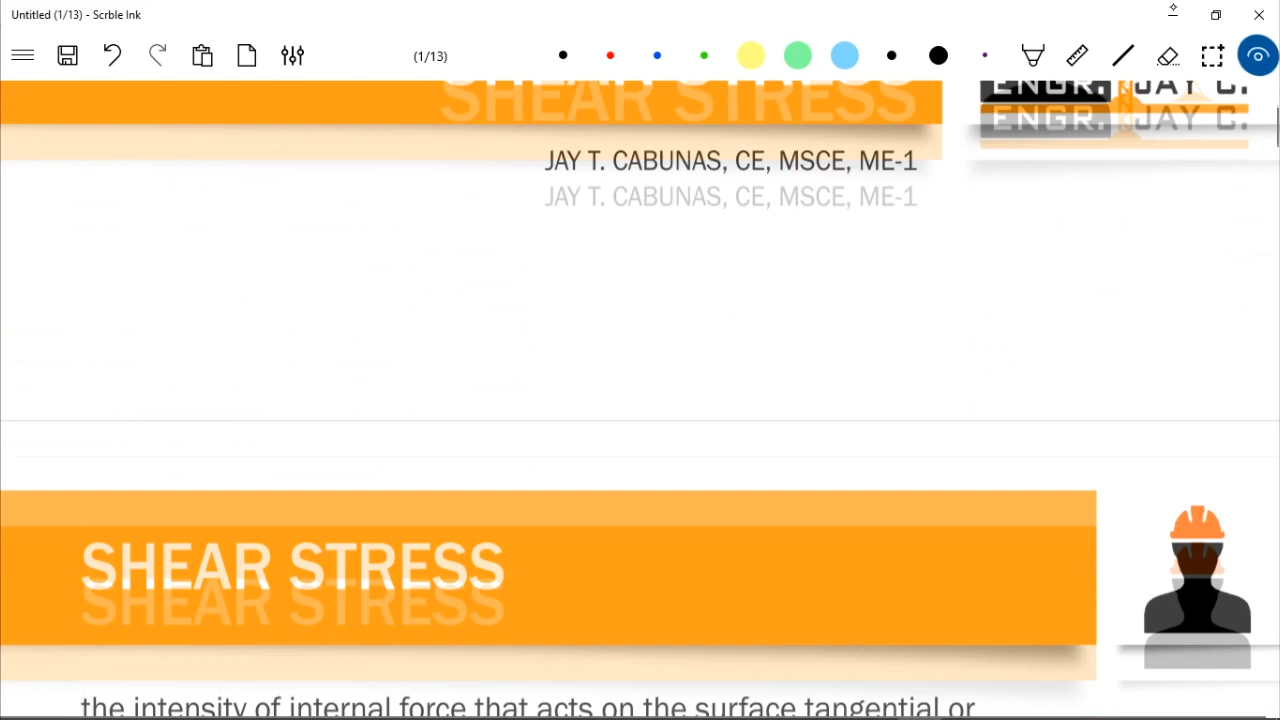 Untitled (1/13) - Scrble Ink
(1/13)
SHEAR STRESS
ENGR. JAY C.
ENGR. JAY C.
JAY T. CABUNAS, CE, MSCE, ME-1
JAY T. CABUNAS, CE, MSCE, ME-1
SHEAR STRESS
SHEAR STRESS
the intensity of internal force that acts on the surface tangential or